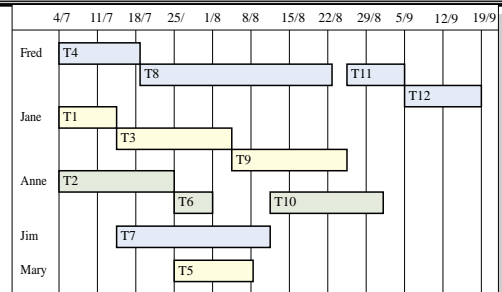 4/7 11/7 18/7 25/ 1/8 8/8 15/8 22/8 29/8 5/9 12/9 19/9
Fred
T4
T8 T11
T12
Jane
T1
T3
T9
Anne
T2
T6 T10
Jim
T7
Mary
T5